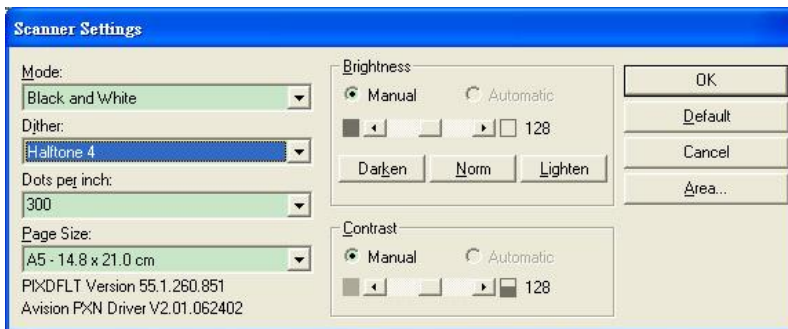 Scanner Settings
Mode:
Black and White
Dither:
Halftone 4
Dots per inch:
300
Page Size:
A5 - 14.8 x 21.0 cm
PIXDFLT Version 55.1.260.851
Avision PXN Driver V2.01.062402
Brightness
Manual Automatic
128
Darken Norm Lighten
Contrast
Manual Automatic
128
OK
Default
Cancel
Area...